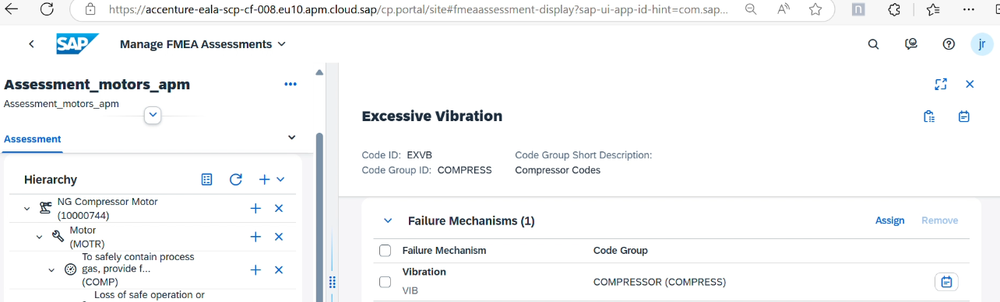 https://accenture-eala-scp-cf-008.eu10.apm.cloud.sap/cp.portal/site#fmeaassessment-display?sap-ui-app-id-hint=com.sap...
SAP
Manage FMEA Assessments
jr
Assessment_motors_apm
Assessment_motors_apm
Assessment
Hierarchy
NG Compressor Motor
(10000744)
Motor
(MOTR)
To safely contain process
gas, provide f...
(COMP)
Loss of safe operation or
Excessive Vibration
Code ID: EXVB
Code Group Short Description:
Code Group ID: COMPRESS
Compressor Codes
Failure Mechanisms (1)
Assign
Remove
Failure Mechanism
Code Group
Vibration
VIB
COMPRESSOR (COMPRESS)